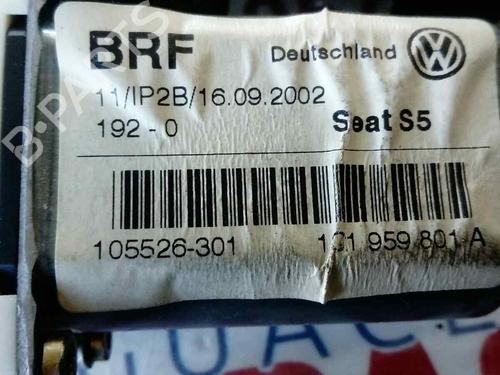 BRF Deutschland
11/IP2B/16.09.2002
192 - 0 Seat S5
105526-301 1C1 959 801 A
B-PARTS